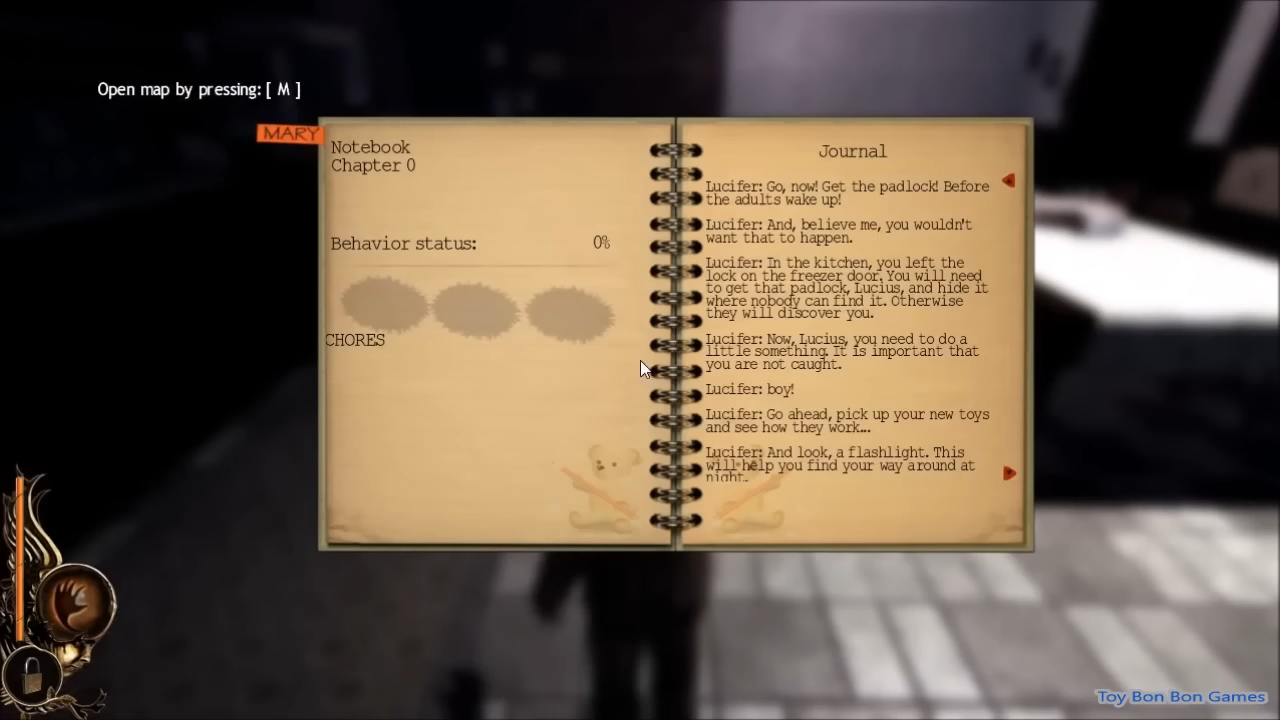 Open map by pressing: [ M ]
MARY
Notebook
Chapter 0
Behavior status: 0%
CHORES
Journal
Lucifer: Go, now! Get the padlock! Before
the adults wake up!
Lucifer: And, believe me, you wouldn't
want that to happen.
Lucifer: In the kitchen, you left the
lock on the freezer door. You will need
to get that padlock, Lucius, and hide it
where nobody can find it. Otherwise
they will discover you.
Lucifer: Now, Lucius, you need to do a
little something. It is important that
you are not caught.
Lucifer: boy!
Lucifer: Go ahead, pick up your new toys
and see how they work...
Lucifer: And look, a flashlight. This
will help you find your way around at
night.
Toy Bon Bon Games